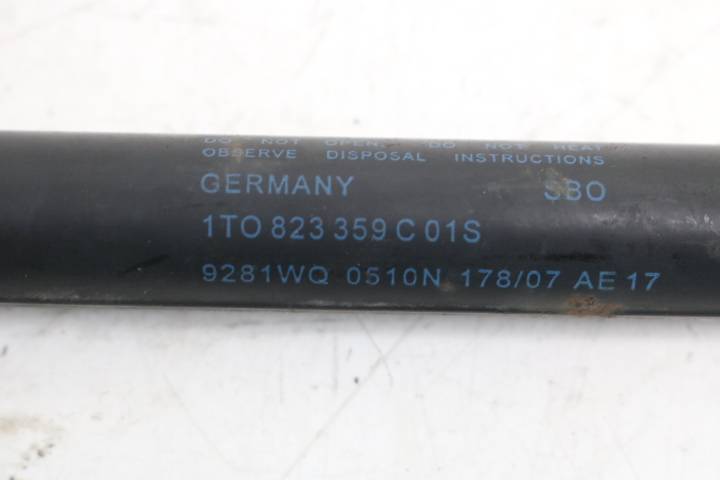 DO NOT OPEN. DO NOT HEAT
OBSERVE DISPOSAL INSTRUCTIONS
GERMANY SBO
1TO 823 359 C 01S
9281WQ 0510N 178/07 AE 17